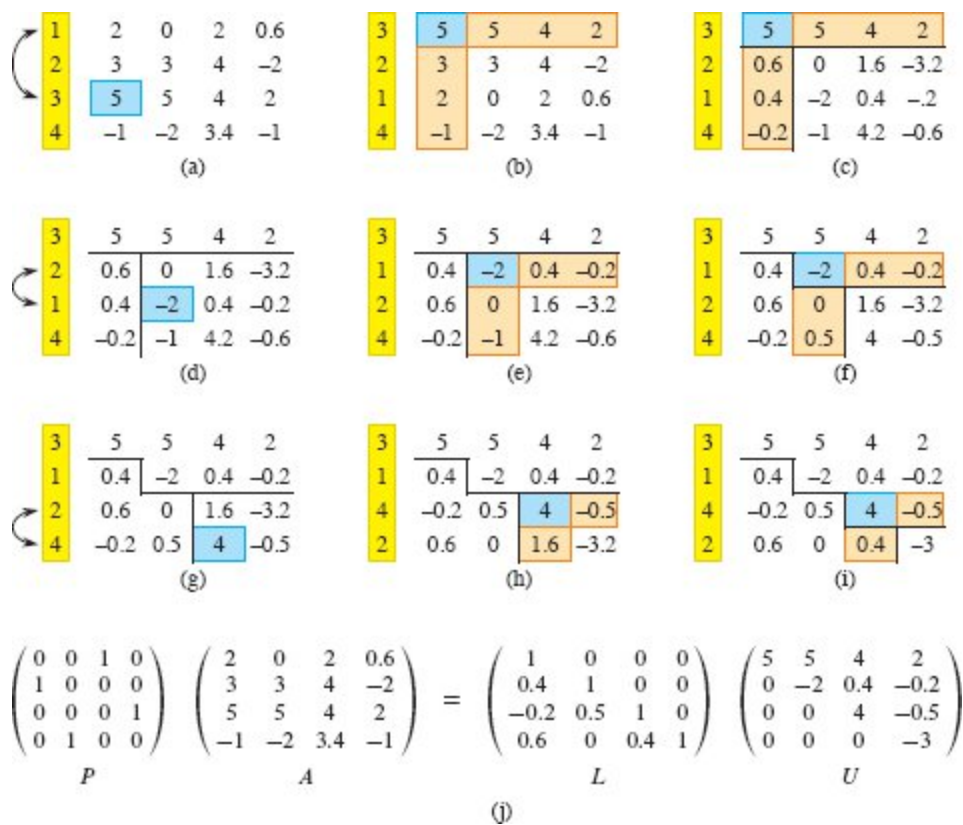 1 2 0 2 0.6 3 5 5 4 2 3 5 5 4 2
2 3 3 4 –2 2 3 3 4 –2 2 0.6 0 1.6 –3.2
3 5 5 4 2 1 2 0 2 0.6 1 0.4 –2 0.4 –.2
4 –1 –2 3.4 –1 4 –1 –2 3.4 –1 4 –0.2 –1 4.2 –0.6
(a) (b) (c)
3 5 5 4 2 3 5 5 4 2 3 5 5 4 2
2 0.6 0 1.6 –3.2 1 0.4 –2 0.4 –0.2 1 0.4 –2 0.4 –0.2
1 0.4 –2 0.4 –0.2 2 0.6 0 1.6 –3.2 2 0.6 0 1.6 –3.2
4 –0.2 –1 4.2 –0.6 4 –0.2 –1 4.2 –0.6 4 –0.2 0.5 4 –0.5
(d) (e) (f)
3 5 5 4 2 3 5 5 4 2 3 5 5 4 2
1 0.4 –2 0.4 –0.2 1 0.4 –2 0.4 –0.2 1 0.4 –2 0.4 –0.2
2 0.6 0 1.6 –3.2 4 –0.2 0.5 4 –0.5 4 –0.2 0.5 4 –0.5
4 –0.2 0.5 4 –0.5 2 0.6 0 1.6 –3.2 2 0.6 0 0.4 –3
(g) (h) (i)
0 0 1 0 2 0 2 0.6 1 0 0 0 5 5 4 2
1 0 0 0 3 3 4 –2 = 0.4 1 0 0 0 –2 0.4 –0.2
0 0 0 1 5 5 4 2 –0.2 0.5 1 0 0 0 4 –0.5
0 1 0 0 –1 –2 3.4 –1 0.6 0 0.4 1 0 0 0 –3
P A L U
(j)